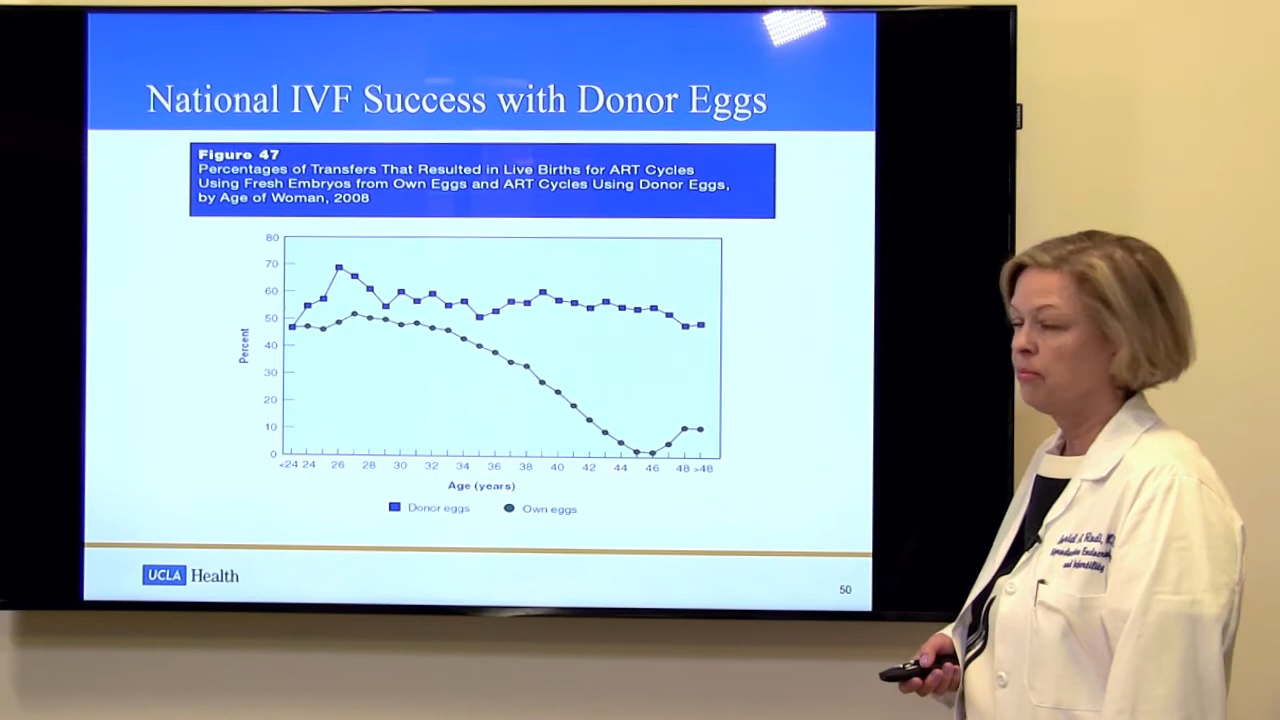 National IVF Success with Donor Eggs
Figure 47
Percentages of Transfers That Resulted in Live Births for ART Cycles
Using Fresh Embryos from Own Eggs and ART Cycles Using Donor Eggs,
by Age of Woman, 2008
80
70
60
50
40
30
20
10
0
Percent
<24 24 26 28 30 32 34 36 38 40 42 44 46 48 >48
Age (years)
Donor eggs Own eggs
UCLA Health
50
and Infertility